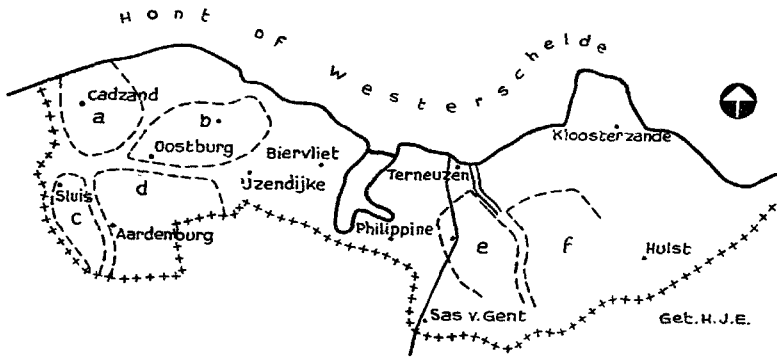 Hont of Westerschelde
cadzand
a
b
Oostburg
Biervliet
Kloosterzande
d
IJzendijke
Terneuzen
Sluis
c
Aardenburg
Philippine
e
f
Hulst
Sas v. Gent
Get. H.J.E.